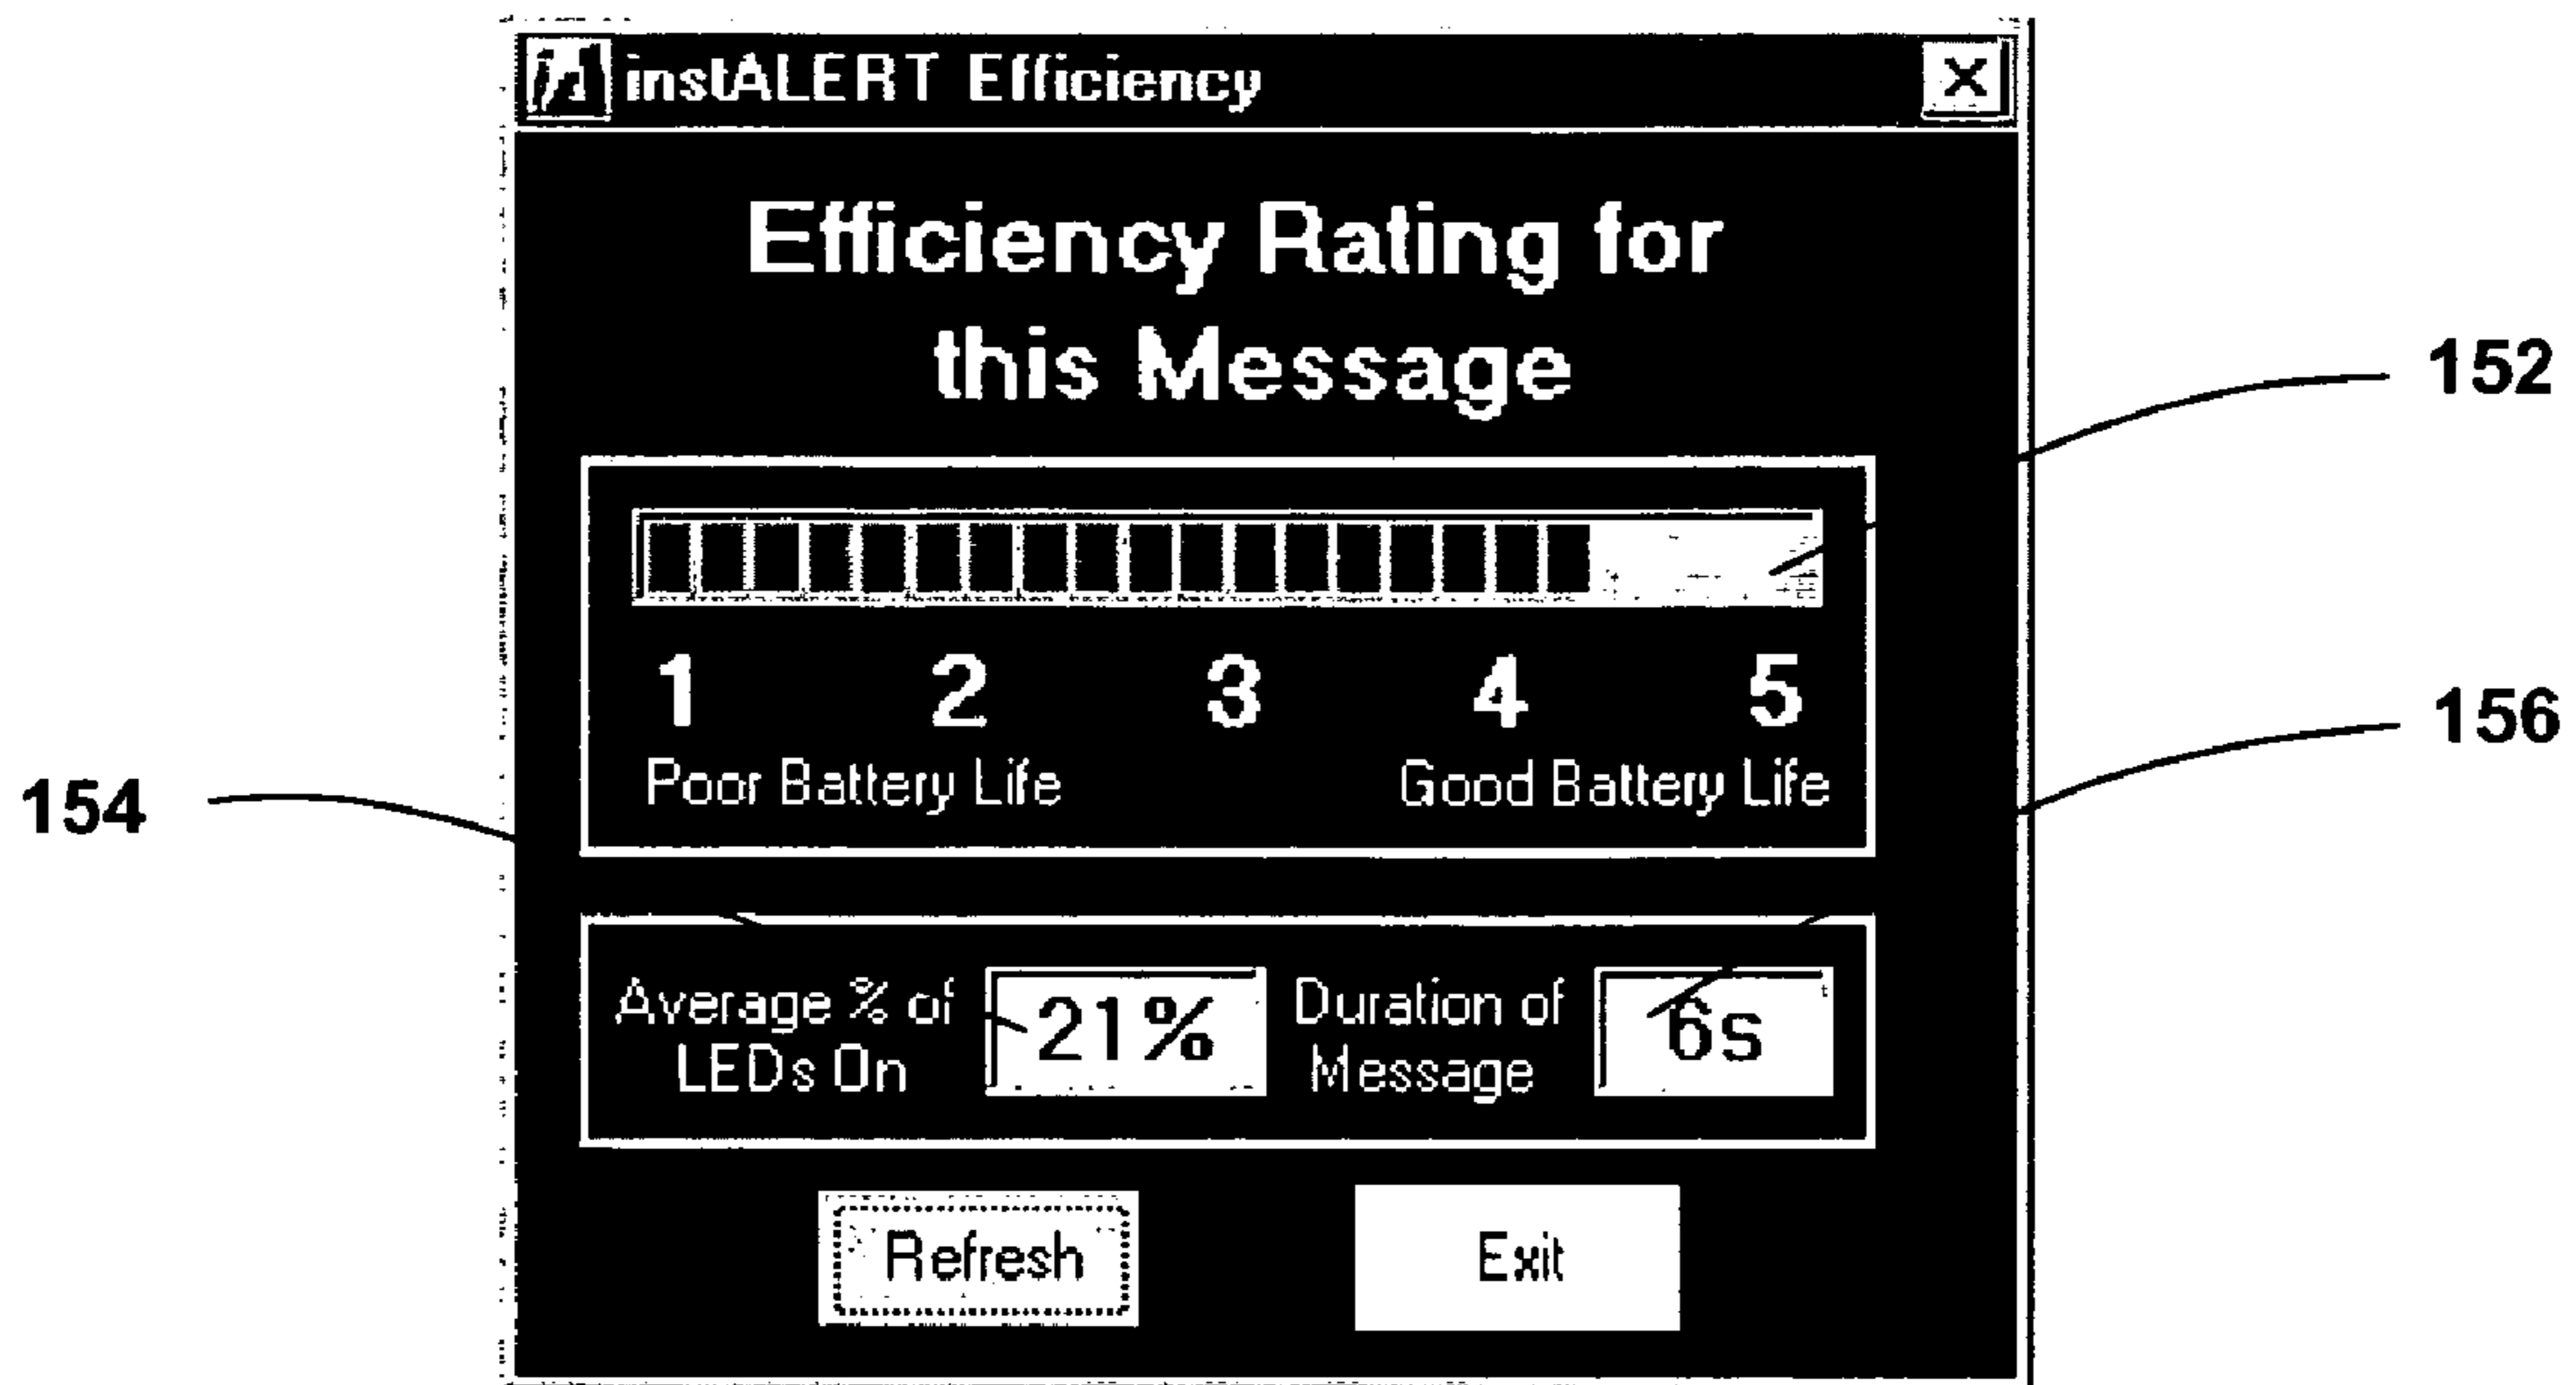 instALERT Efficiency
Efficiency Rating for
this Message
152
1 2 3 4 5
Poor Battery Life Good Battery Life
156
154
Average % of
LEDs On
21%
Duration of
Message
6s
Refresh Exit